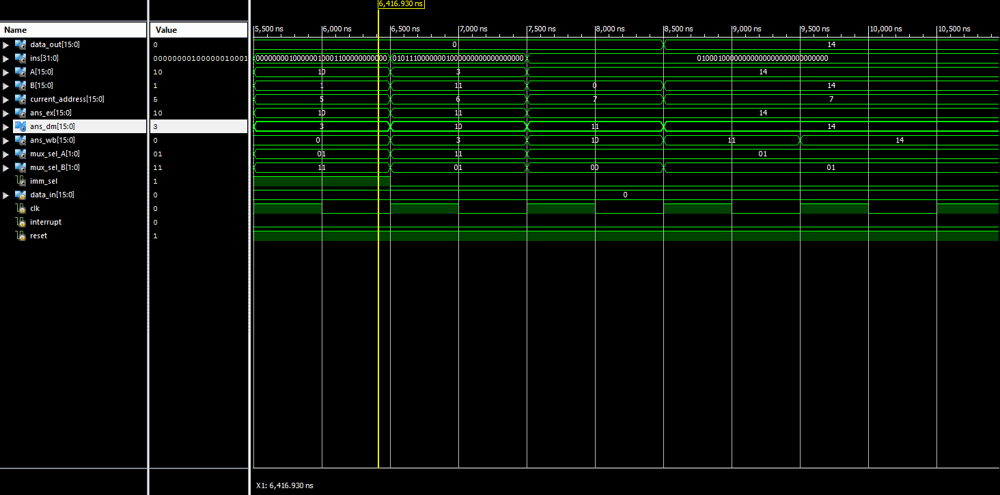 6,416.930 ns
Name Value 5,500 ns 6,000 ns 6,500 ns 7,000 ns 7,500 ns 8,000 ns 8,500 ns 9,000 ns 9,500 ns 10,000 ns 10,500 ns
data_out[15:0] 0 0 14
ins[31:0] 00000000100000010001 00000000100000010001100000000000 01011100000001000000000000000000 01000100000000000000000000000000
A[15:0] 10 10 3 14
B[15:0] 1 1 11 0 14
current_address[15:0] 5 5 6 7 7
ans_ex[15:0] 10 10 11 14
ans_dm[15:0] 3 3 10 11 14
ans_wb[15:0] 0 0 3 10 11 14
mux_sel_A[1:0] 01 01 11 01
mux_sel_B[1:0] 11 11 01 00 01
imm_sel 1
data_in[15:0] 0 0
clk 0
interrupt 0
reset 1
X1: 6,416.930 ns